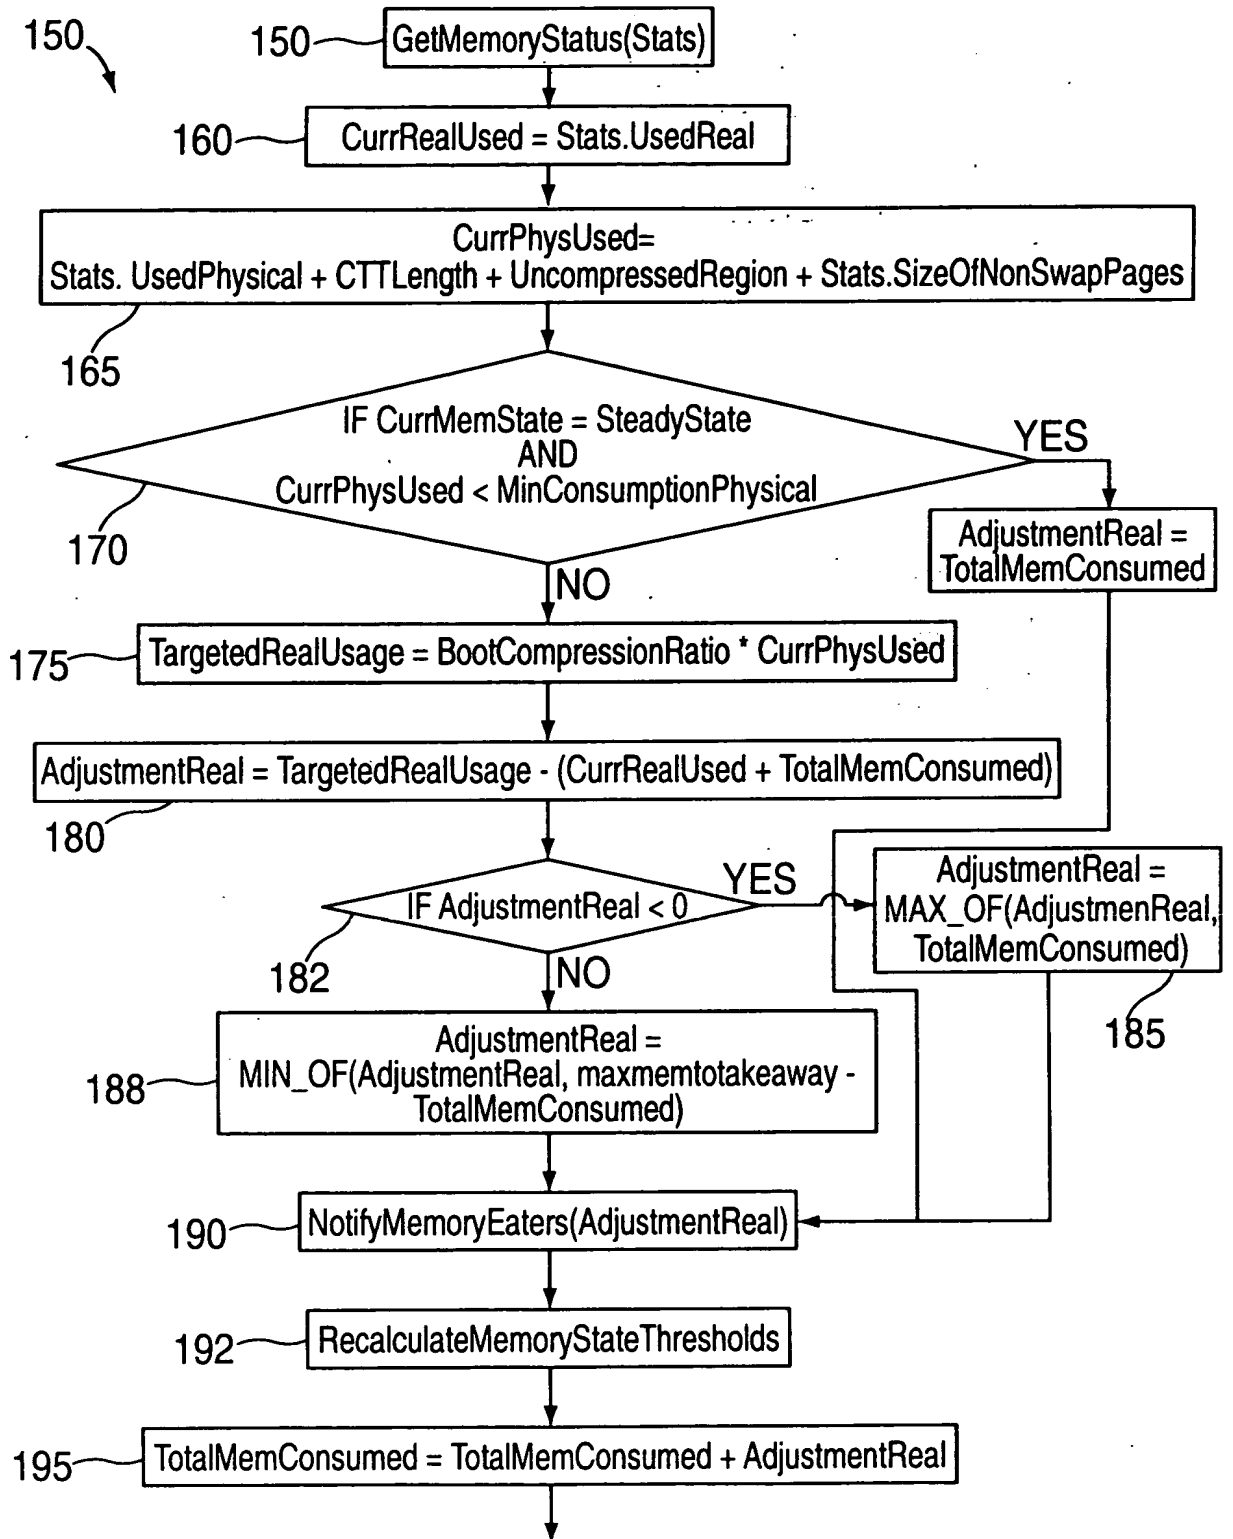 150
150
GetMemoryStatus(Stats)
160
CurrRealUsed = Stats.UsedReal
CurrPhysUsed=
Stats. UsedPhysical + CTTLength + UncompressedRegion + Stats.SizeOfNonSwapPages
165
IF CurrMemState = SteadyState
AND
CurrPhysUsed < MinConsumptionPhysical
170
YES
AdjustmentReal =
TotalMemConsumed
NO
175
TargetedRealUsage = BootCompressionRatio * CurrPhysUsed
AdjustmentReal = TargetedRealUsage - (CurrRealUsed + TotalMemConsumed)
180
IF AdjustmentReal < 0
182
YES
AdjustmentReal =
MAX_OF(AdjustmenReal,
TotalMemConsumed)
185
NO
188
AdjustmentReal =
MIN_OF(AdjustmentReal, maxmemtotakeaway -
TotalMemConsumed)
190
NotifyMemoryEaters(AdjustmentReal)
192
RecalculateMemoryStateThresholds
195
TotalMemConsumed = TotalMemConsumed + AdjustmentReal